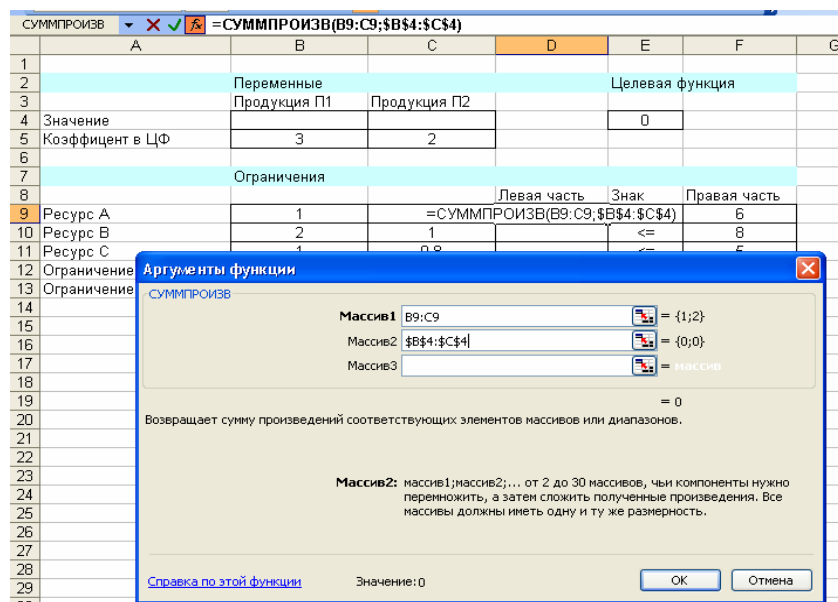 СУММПРОИЗВ =СУММПРОИЗВ(B9:C9;$B$4:$C$4)
A B C D E F G
1
2 Переменные Целевая функция
3 Продукция П1 Продукция П2
4 Значение 0
5 Коэффицент в ЦФ 3 2
6
7 Ограничения
8 Левая часть Знак Правая часть
9 Ресурс А 1 =СУММПРОИЗВ(B9:C9;$B$4:$C$4) 6
10 Ресурс В 2 1 <= 8
11 Ресурс С 1 0,8 <= 5
12 Ограничение
13 Ограничение
14
15
16
17
18
19
20
21
22
23
24
25
26
27
28
29
Аргументы функции
СУММПРОИЗВ
Массив1 B9:C9 = {1;2}
Массив2 $B$4:$C$4 = {0;0}
Массив3 = массив
= 0
Возвращает сумму произведений соответствующих элементов массивов или диапазонов.
Массив2: массив1;массив2;... от 2 до 30 массивов, чьи компоненты нужно
перемножить, а затем сложить полученные произведения. Все
массивы должны иметь одну и ту же размерность.
Справка по этой функции Значение:0 ОК Отмена